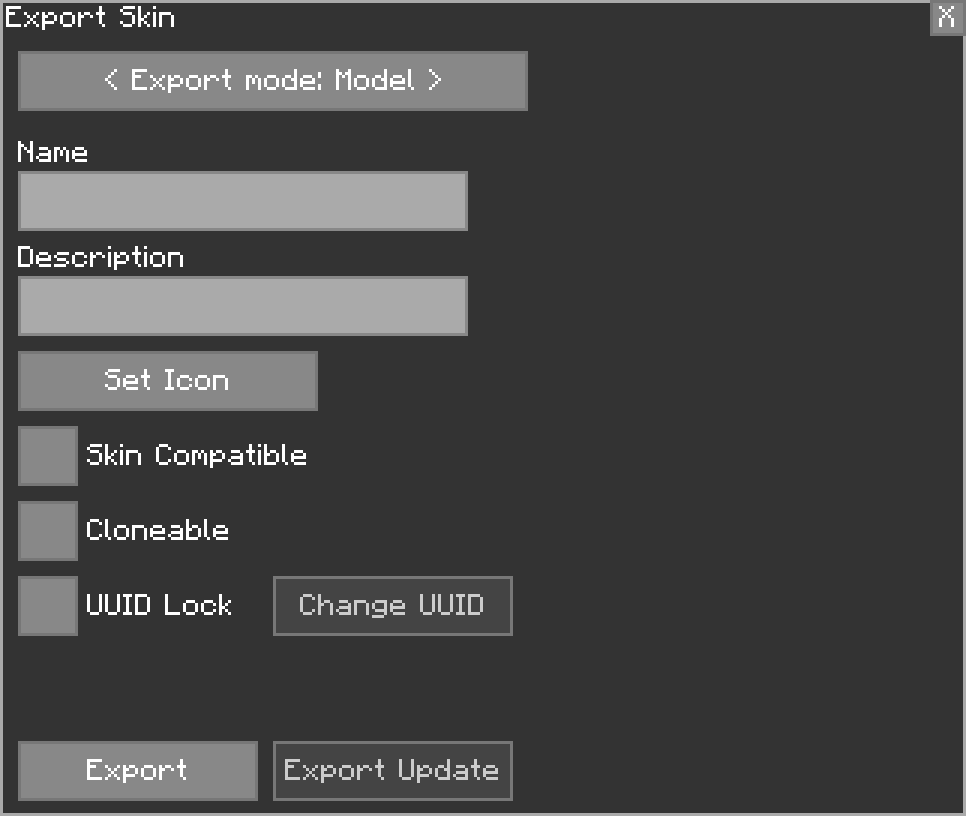 Export Skin X
< Export mode: Model >
Name
Description
Set Icon
Skin Compatible
Cloneable
UUID Lock Change UUID
Export Export Update